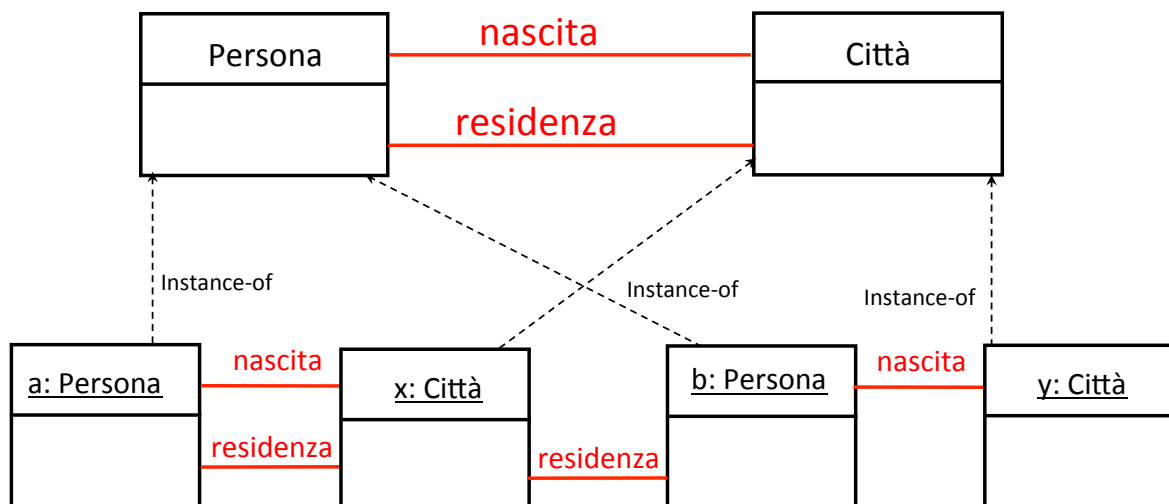 nascita
Persona
Città
residenza
Instance-of
Instance-of
Instance-of
a: Persona
nascita
x: Città
b: Persona
nascita
y: Città
residenza
residenza